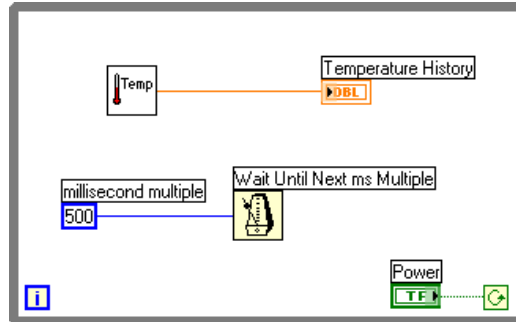 Temperature History
Temp
DBL
Wait Until Next ms Multiple
millisecond multiple
500
Power
TF
i